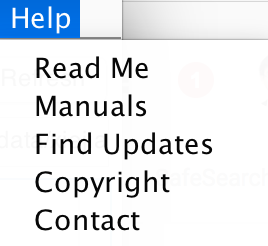 Help
Read Me
Manuals
Find Updates
Copyright
Contact